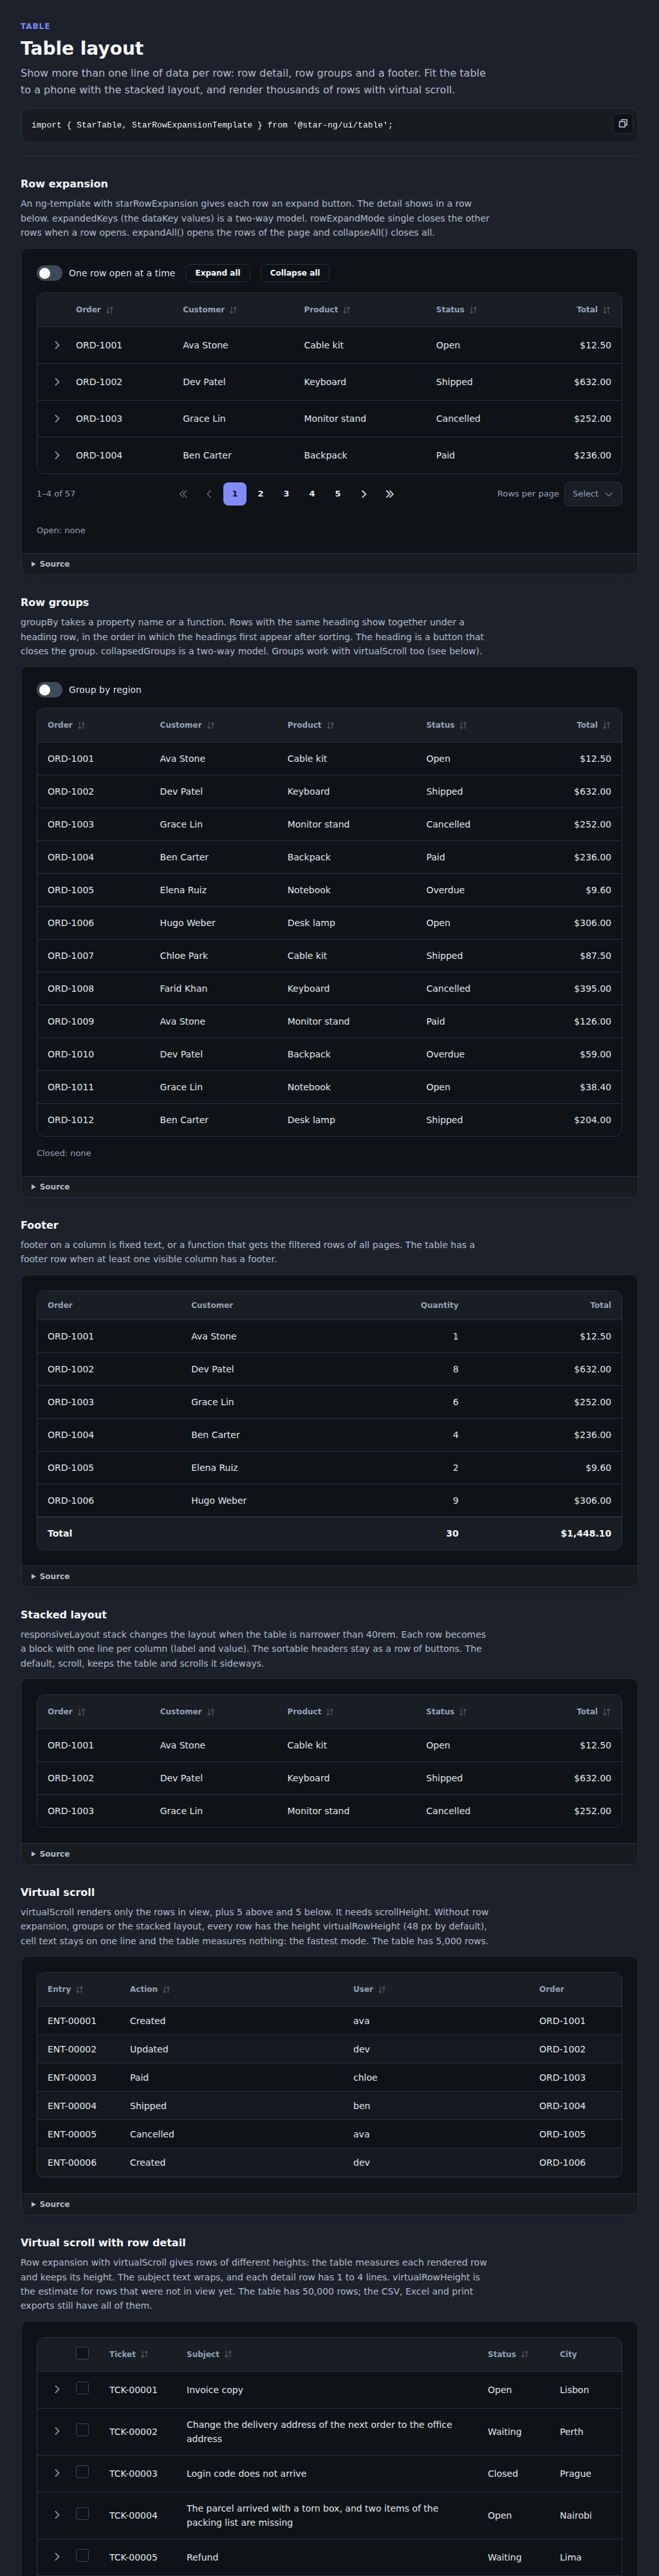 TABLE
Table layout
Show more than one line of data per row: row detail, row groups and a footer. Fit the table
to a phone with the stacked layout, and render thousands of rows with virtual scroll.
import { StarTable, StarRowExpansionTemplate } from '@star-ng/ui/table';
Row expansion
An ng-template with starRowExpansion gives each row an expand button. The detail shows in a row
below. expandedKeys (the dataKey values) is a two-way model. rowExpandMode single closes the other
rows when a row opens. expandAll() opens the rows of the page and collapseAll() closes all.
One row open at a time Expand all Collapse all
Order Customer Product Status Total
ORD-1001 Ava Stone Cable kit Open $12.50
ORD-1002 Dev Patel Keyboard Shipped $632.00
ORD-1003 Grace Lin Monitor stand Cancelled $252.00
ORD-1004 Ben Carter Backpack Paid $236.00
1–4 of 57 1 2 3 4 5 Rows per page Select
Open: none
Source
Row groups
groupBy takes a property name or a function. Rows with the same heading show together under a
heading row, in the order in which the headings first appear after sorting. The heading is a button that
closes the group. collapsedGroups is a two-way model. Groups work with virtualScroll too (see below).
Group by region
Order Customer Product Status Total
ORD-1001 Ava Stone Cable kit Open $12.50
ORD-1002 Dev Patel Keyboard Shipped $632.00
ORD-1003 Grace Lin Monitor stand Cancelled $252.00
ORD-1004 Ben Carter Backpack Paid $236.00
ORD-1005 Elena Ruiz Notebook Overdue $9.60
ORD-1006 Hugo Weber Desk lamp Open $306.00
ORD-1007 Chloe Park Cable kit Shipped $87.50
ORD-1008 Farid Khan Keyboard Cancelled $395.00
ORD-1009 Ava Stone Monitor stand Paid $126.00
ORD-1010 Dev Patel Backpack Overdue $59.00
ORD-1011 Grace Lin Notebook Open $38.40
ORD-1012 Ben Carter Desk lamp Shipped $204.00
Closed: none
Source
Footer
footer on a column is fixed text, or a function that gets the filtered rows of all pages. The table has a
footer row when at least one visible column has a footer.
Order Customer Quantity Total
ORD-1001 Ava Stone 1 $12.50
ORD-1002 Dev Patel 8 $632.00
ORD-1003 Grace Lin 6 $252.00
ORD-1004 Ben Carter 4 $236.00
ORD-1005 Elena Ruiz 2 $9.60
ORD-1006 Hugo Weber 9 $306.00
Total 30 $1,448.10
Source
Stacked layout
responsiveLayout stack changes the layout when the table is narrower than 40rem. Each row becomes
a block with one line per column (label and value). The sortable headers stay as a row of buttons. The
default, scroll, keeps the table and scrolls it sideways.
Order Customer Product Status Total
ORD-1001 Ava Stone Cable kit Open $12.50
ORD-1002 Dev Patel Keyboard Shipped $632.00
ORD-1003 Grace Lin Monitor stand Cancelled $252.00
Source
Virtual scroll
virtualScroll renders only the rows in view, plus 5 above and 5 below. It needs scrollHeight. Without row
expansion, groups or the stacked layout, every row has the height virtualRowHeight (48 px by default),
cell text stays on one line and the table measures nothing: the fastest mode. The table has 5,000 rows.
Entry Action User Order
ENT-00001 Created ava ORD-1001
ENT-00002 Updated dev ORD-1002
ENT-00003 Paid chloe ORD-1003
ENT-00004 Shipped ben ORD-1004
ENT-00005 Cancelled ava ORD-1005
ENT-00006 Created dev ORD-1006
Source
Virtual scroll with row detail
Row expansion with virtualScroll gives rows of different heights: the table measures each rendered row
and keeps its height. The subject text wraps, and each detail row has 1 to 4 lines. virtualRowHeight is
the estimate for rows that were not in view yet. The table has 50,000 rows; the CSV, Excel and print
exports still have all of them.
Ticket Subject Status City
TCK-00001 Invoice copy Open Lisbon
TCK-00002 Change the delivery address of the next order to the office Waiting Perth
address
TCK-00003 Login code does not arrive Closed Prague
TCK-00004 The parcel arrived with a torn box, and two items of the Open Nairobi
packing list are missing
TCK-00005 Refund Waiting Lima